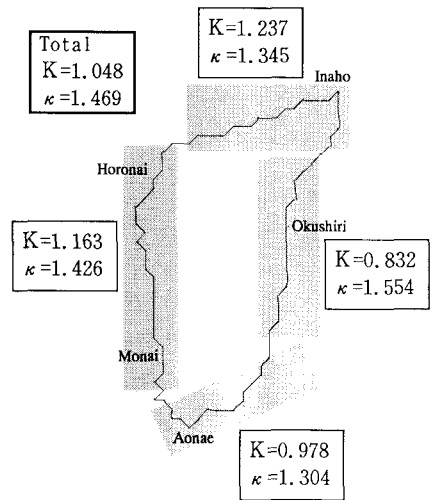 Total
K=1.048
κ=1.469
K=1.237
κ=1.345
Inaho
Horonai
Okushiri
K=1.163
κ=1.426
K=0.832
κ=1.554
Monai
Aonae
K=0.978
κ=1.304